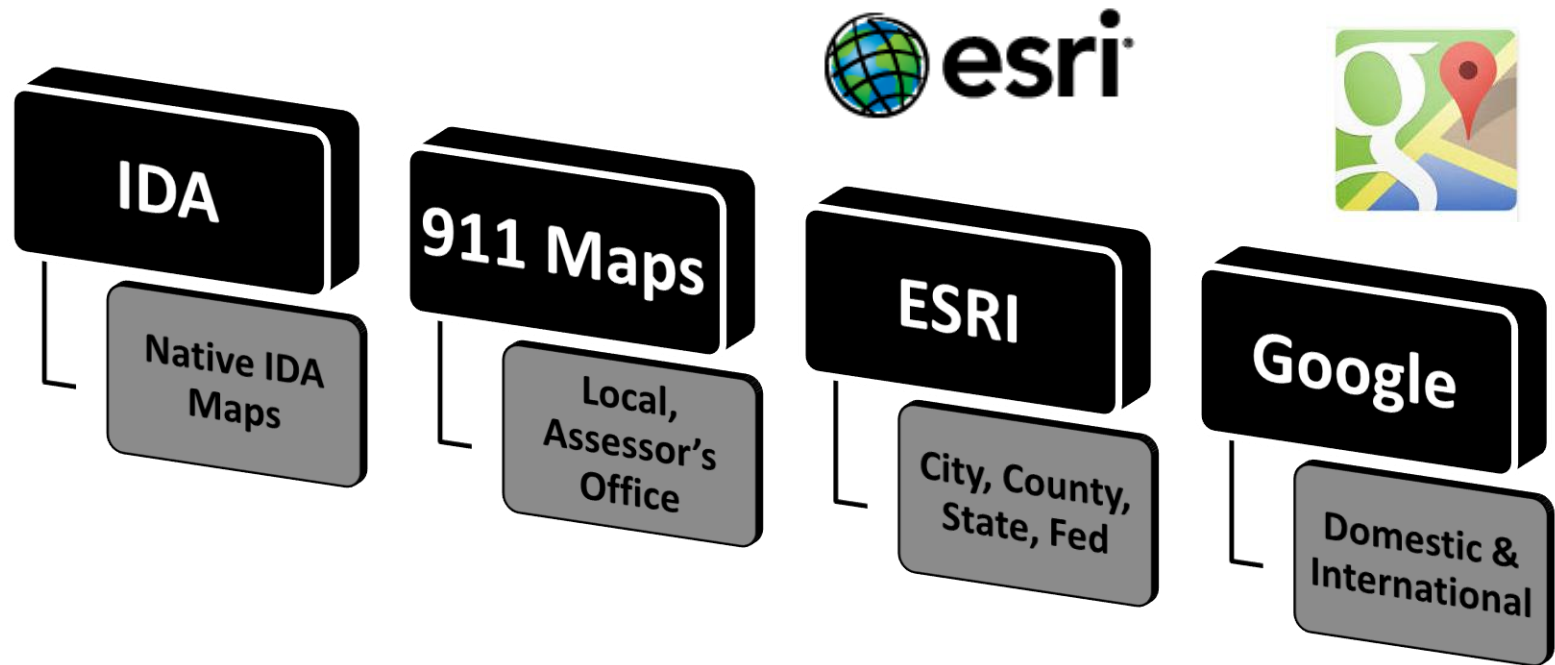 esri
g
IDA
Native IDA
Maps
911 Maps
Local,
Assessor’s
Office
ESRI
City, County,
State, Fed
Google
Domestic &
International